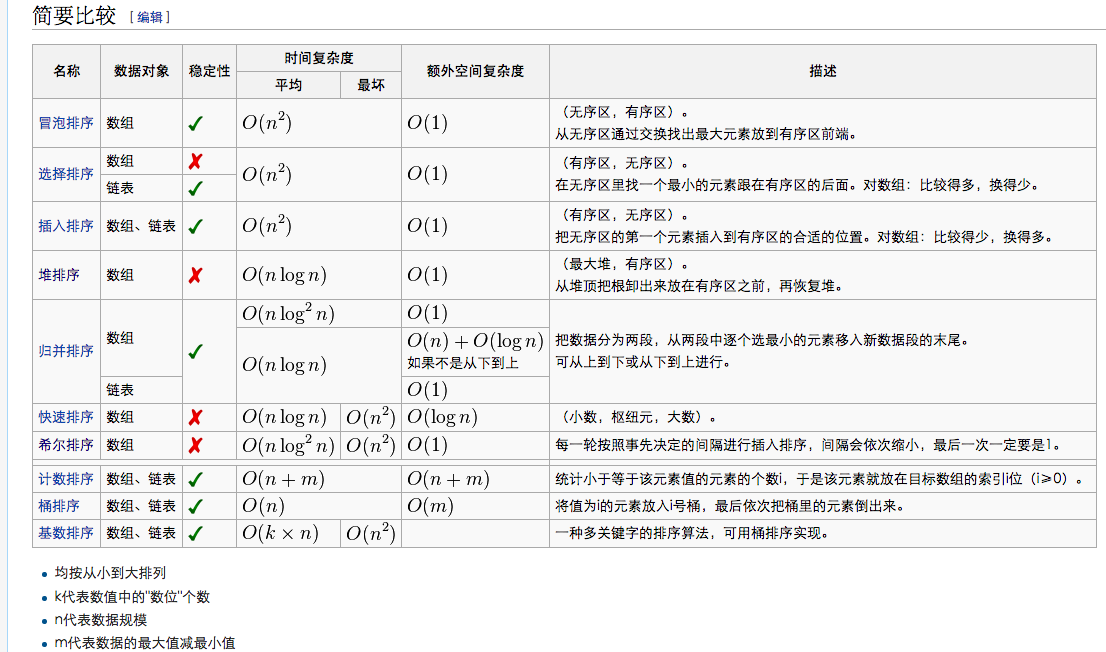 简要比较 [编辑]
名称 数据对象 稳定性 时间复杂度 额外空间复杂度 描述
平均 最坏
冒泡排序 数组 ✓ O(n²) O(1) （无序区，有序区）。
从无序区通过交换找出最大元素放到有序区前端。
选择排序 数组 ✗ O(n²) O(1) （有序区，无序区）。
链表 ✓ 在无序区里找一个最小的元素跟在有序区的后面。对数组：比较得多，换得少。
插入排序 数组、链表 ✓ O(n²) O(1) （有序区，无序区）。
把无序区的第一个元素插入到有序区的合适的位置。对数组：比较得少，换得多。
堆排序 数组 ✗ O(n log n) O(1) （最大堆，有序区）。
从堆顶把根卸出来放在有序区之前，再恢复堆。
归并排序 数组 ✓ O(n log² n) O(1) 把数据分为两段，从两段中逐个选最小的元素移入新数据段的末尾。
O(n log n) O(n) + O(log n) 可从上到下或从下到上进行。
如果不是从下到上
链表 O(1)
快速排序 数组 ✗ O(n log n) O(n²) O(log n) （小数，枢纽元，大数）。
希尔排序 数组 ✗ O(n log² n) O(n²) O(1) 每一轮按照事先决定的间隔进行插入排序，间隔会依次缩小，最后一次一定要是1。
计数排序 数组、链表 ✓ O(n + m) O(n + m) 统计小于等于该元素值的元素的个数i，于是该元素就放在目标数组的索引i位（i≥0）。
桶排序 数组、链表 ✓ O(n) O(m) 将值为i的元素放入i号桶，最后依次把桶里的元素倒出来。
基数排序 数组、链表 ✓ O(k × n) O(n²) 一种多关键字的排序算法，可用桶排序实现。
均按从小到大排列
k代表数值中的"数位"个数
n代表数据规模
m代表数据的最大值减最小值